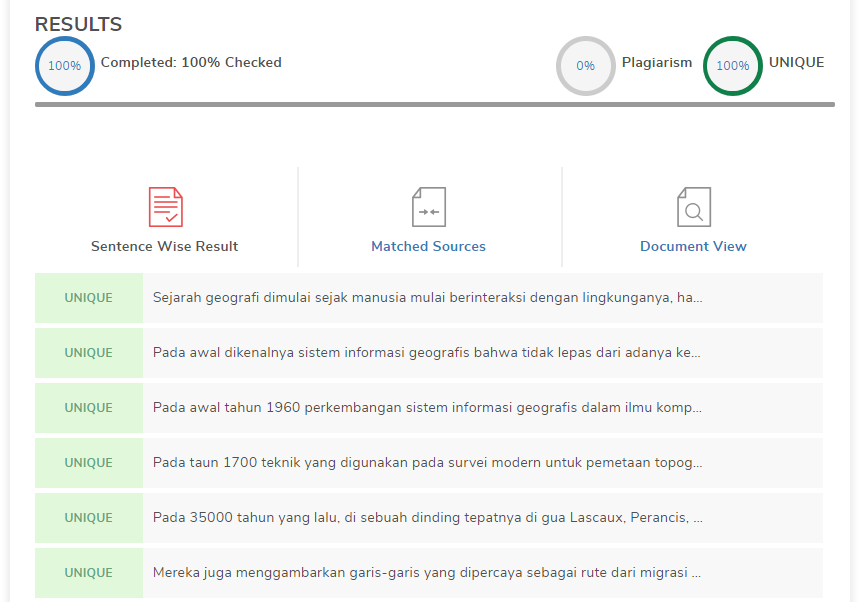 RESULTS
100% Completed: 100% Checked
0% Plagiarism 100% UNIQUE
Sentence Wise Result
Matched Sources
Document View
UNIQUE Sejarah geografi dimulai sejak manusia mulai berinteraksi dengan lingkunganya, ha...
UNIQUE Pada awal dikenalnya sistem informasi geografis bahwa tidak lepas dari adanya ke...
UNIQUE Pada awal tahun 1960 perkembangan sistem informasi geografis dalam ilmu komp...
UNIQUE Pada taun 1700 teknik yang digunakan pada survei modern untuk pemetaan topog...
UNIQUE Pada 35000 tahun yang lalu, di sebuah dinding tepatnya di gua Lascaux, Perancis, ...
UNIQUE Mereka juga menggambarkan garis-garis yang dipercaya sebagai rute dari migrasi ...